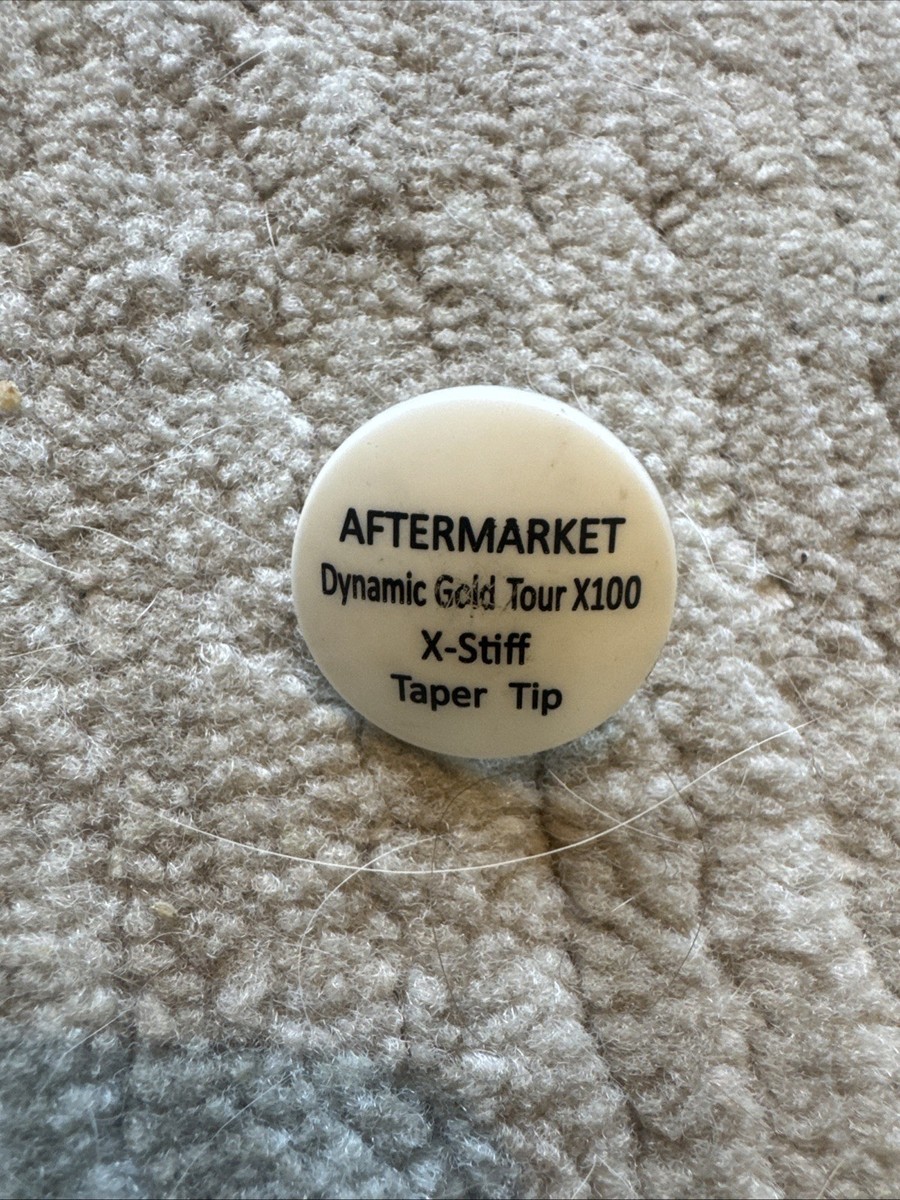 AFTERMARKET
Dynamic Gold Tour X100
X-Stiff
Taper Tip